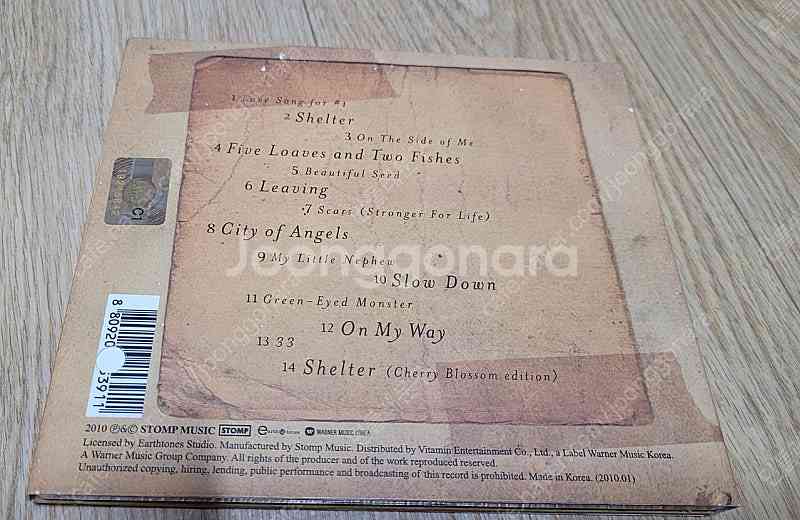 1 Love Song for #1
2 Shelter
3 On The Side of Me
4 Five Loaves and Two Fishes
5 Beautiful Seed
6 Leaving
7 Scars (Stronger For Life)
8 City of Angels
9 My Little Nephew
Joonggonara
10 Slow Down
11 Green-Eyed Monster
12 On My Way
13 33
14 Shelter (Cherry Blossom edition)
C1
8 80920
53911
2010 ℗&© STOMP MUSIC STOMP WARNER MUSIC KOREA
Licensed by Earthtones Studio. Manufactured by Stomp Music. Distributed by Vitamin Entertainment Co., Ltd., a Label Warner Music Korea.
A Warner Music Group Company. All rights of the producer and of the work reproduced reserved.
Unauthorized copying, hiring, lending, public performance and broadcasting of this record is prohibited. Made in Korea. (2010.01)